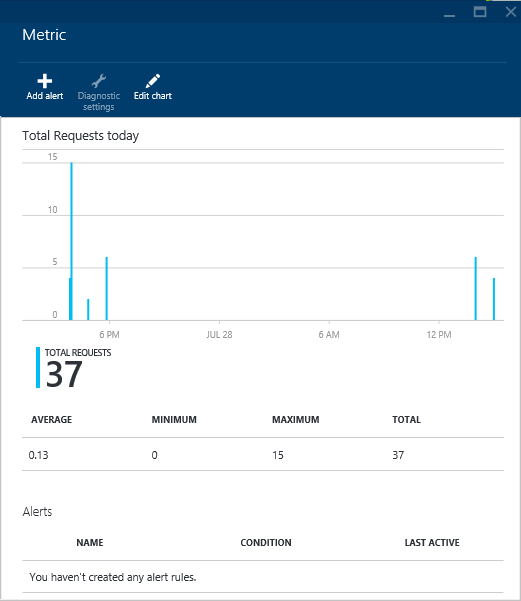 Metric
Add alert Diagnostic settings Edit chart
Total Requests today
15
10
5
0
6 PM JUL 28 6 AM 12 PM
TOTAL REQUESTS
37
AVERAGE MINIMUM MAXIMUM TOTAL
0.13 0 15 37
Alerts
NAME CONDITION LAST ACTIVE
You haven't created any alert rules.